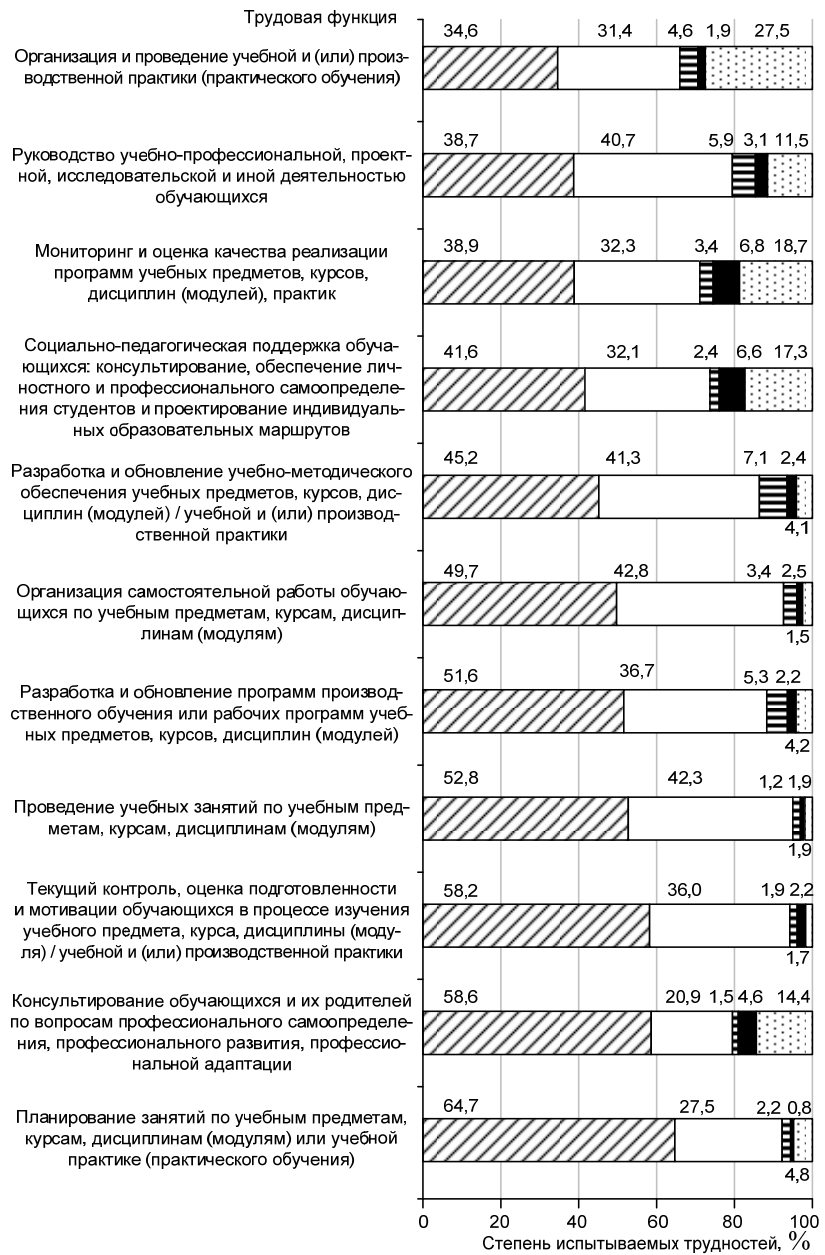 Трудовая функция
34,6 31,4 4,6 1,9 27,5
Организация и проведение учебной и (или) произ-
водственной практики (практического обучения)
38,7 40,7 5,9 3,1 11,5
Руководство учебно-профессиональной, проект-
ной, исследовательской и иной деятельностью
обучающихся
38,9 32,3 3,4 6,8 18,7
Мониторинг и оценка качества реализации
программ учебных предметов, курсов,
дисциплин (модулей), практик
41,6 32,1 2,4 6,6 17,3
Социально-педагогическая поддержка обуча-
ющихся: консультирование, обеспечение лич-
ностного и профессионального самоопределе-
ния студентов и проектирование индивидуаль-
ных образовательных маршрутов
45,2 41,3 7,1 2,4
Разработка и обновление учебно-методического
обеспечения учебных предметов, курсов, дис-
циплин (модулей) / учебной и (или) производ-
ственной практики
4,1
49,7 42,8 3,4 2,5
Организация самостоятельной работы обучаю-
щихся по учебным предметам, курсам, дисцип-
линам (модулям)
1,5
51,6 36,7 5,3 2,2
Разработка и обновление программ производ-
ственного обучения или рабочих программ учеб-
ных предметов, курсов, дисциплин (модулей)
4,2
52,8 42,3 1,2 1,9
Проведение учебных занятий по учебным пред-
метам, курсам, дисциплинам (модулям)
1,9
58,2 36,0 1,9 2,2
Текущий контроль, оценка подготовленности
и мотивации обучающихся в процессе изучения
учебного предмета, курса, дисциплины (моду-
ля) / учебной и (или) производственной практики
1,7
58,6 20,9 1,5 4,6 14,4
Консультирование обучающихся и их родителей
по вопросам профессионального самоопределе-
ния, профессионального развития, профессио-
нальной адаптации
64,7 27,5 2,2 0,8
Планирование занятий по учебным предметам,
курсам, дисциплинам (модулям) или учебной
практике (практического обучения)
4,8
0 20 40 60 80 100
Степень испытываемых трудностей, %